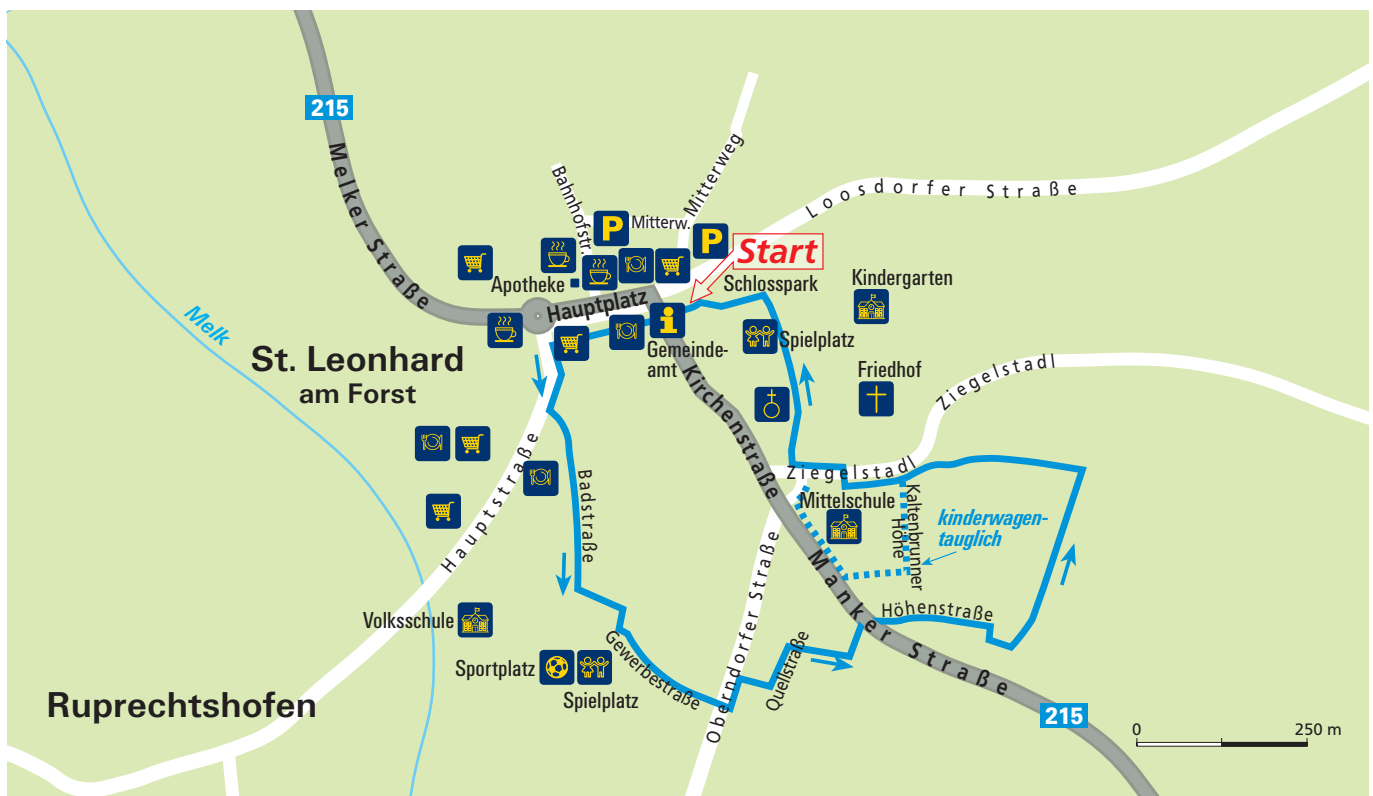 215
Melker Straße
Bahnhofstr.
Mitterweg
Mitterw.
P
P
Loosdorfer Straße
Start
Apotheke
Hauptplatz
Schlosspark
Kindergarten
Melk
i
Gemeinde-
amt
Spielplatz
St. Leonhard
am Forst
Kirchenstraße
Friedhof
Ziegelstadl
Ziegelstadl
Hauptstraße
Badstraße
Mittelschule
Kaltenbrunner
Höhe
kinderwagen-
tauglich
Oberndorfer Straße
Manker Straße
Höhenstraße
Volksschule
Gewerbestraße
Quellstraße
Sportplatz
Spielplatz
Ruprechtshofen
215
0
250 m